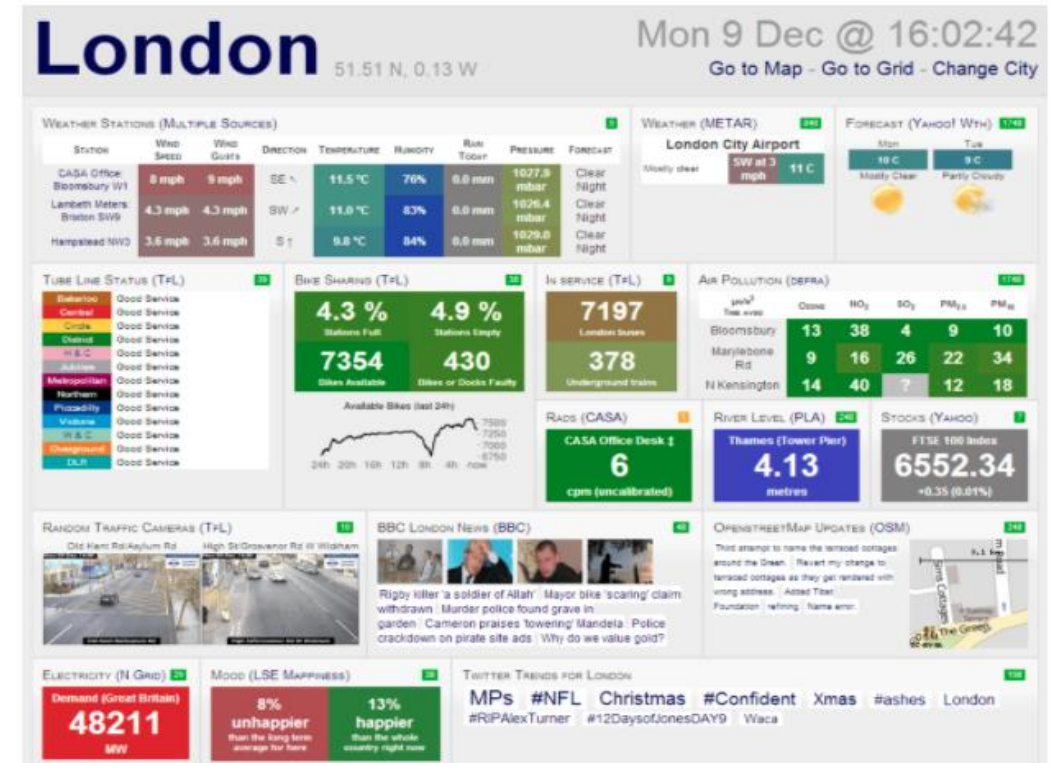 London 51.51 N, 0.13 W
Mon 9 Dec @ 16:02:42
Go to Map - Go to Grid - Change City
WEATHER STATIONS (MULTIPLE SOURCES) 5
STATION WIND SPEED WIND GUSTS DIRECTION TEMPERATURE HUMIDITY RAIN TODAY PRESSURE FORECAST
CASA Office: Bloomsbury W1 8 mph 9 mph SE ↖ 11.5 °C 76% 0.0 mm 1027.9 mbar Clear Night
Lambeth Meters: Brixton SW9 4.3 mph 4.3 mph SW ↗ 11.0 °C 83% 0.0 mm 1026.4 mbar Clear Night
Hampstead NW3 3.6 mph 3.6 mph S ↑ 9.8 °C 84% 0.0 mm 1029.0 mbar Clear Night
WEATHER (METAR)
London City Airport
Mostly clear SW at 3 mph 11 C
FORECAST (YAHOO! WTH) 1740
Mon Tue
10 C 9 C
Mostly Clear Partly Cloudy
TUBE LINE STATUS (TFL)
Bakerloo Good Service
Central Good Service
Circle Good Service
District Good Service
H & C Good Service
Jubilee Good Service
Metropolitan Good Service
Northern Good Service
Piccadilly Good Service
Victoria Good Service
W & C Good Service
Overground Good Service
DLR Good Service
BIKE SHARING (TFL)
4.3 % 4.9 %
Stations Full Stations Empty
7354 430
Bikes Available Bikes or Docks Faulty
Available Bikes (last 24h)
7500
7250
7000
6750
24h 20h 16h 12h 8h 4h now
IN SERVICE (TFL)
7197
London buses
378
Underground trains
AIR POLLUTION (DEFRA) 1740
OZONE NO₂ SO₂ PM₂.₅ PM₁₀
Bloomsbury 13 38 4 9 10
Marylebone Rd 9 16 26 22 34
N Kensington 14 40 ? 12 18
RADS (CASA)
CASA Office Desk ‡
6
cpm (uncalibrated)
RIVER LEVEL (PLA) 240
Thames (Tower Pier)
4.13
metres
STOCKS (YAHOO) 7
FTSE 100 Index
6552.34
+0.35 (0.01%)
RANDOM TRAFFIC CAMERAS (TFL) 10
Old Kent Rd/Asylum Rd High St/Grosvenor Rd W Wickham
BBC LONDON NEWS (BBC) 40
Rigby killer 'a soldier of Allah' Mayor bike 'scaring' claim
withdrawn Murder police found grave in
garden Cameron praises 'towering' Mandela Police
crackdown on pirate site ads Why do we value gold?
OPENSTREETMAP UPDATES (OSM) 240
Third attempt to name the terraced cottages
around the Green. Revert my change to
terraced cottages as they get rendered with
wrong address. Added Titan
Foundation refining Name error.
0.1 km
Sims Cottages
The Green
ELECTRICITY (N GRID)
Demand (Great Britain)
48211
MW
MOOD (LSE MAPPINESS)
8% 13%
unhappier happier
than the long term average for here than the whole country right now
TWITTER TRENDS FOR LONDON
MPs #NFL Christmas #Confident Xmas #ashes London
#RIPAlexTurner #12DaysofJonesDAY9 Waca